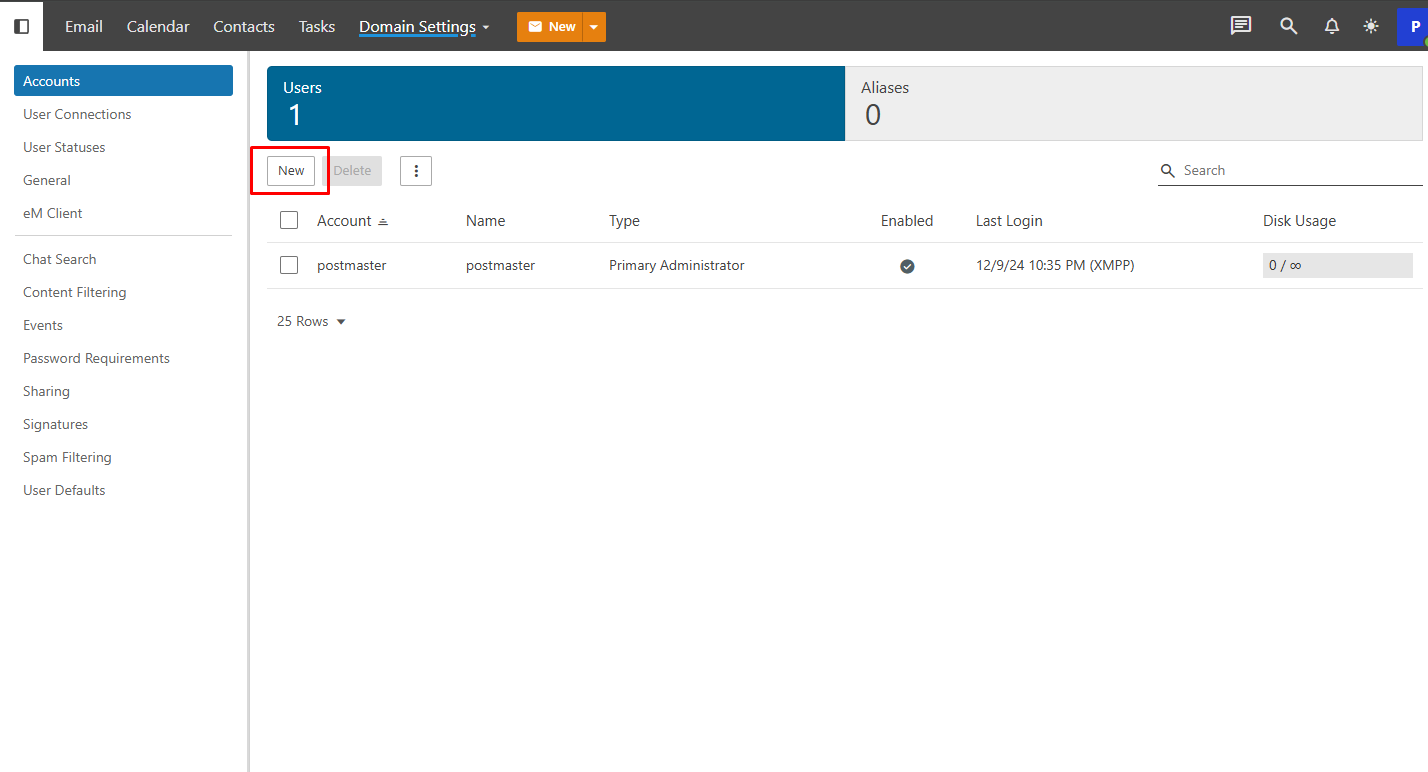 Email Calendar Contacts Tasks Domain Settings New P
Accounts
User Connections
User Statuses
General
eM Client
Chat Search
Content Filtering
Events
Password Requirements
Sharing
Signatures
Spam Filtering
User Defaults
Users
1
Aliases
0
New Delete Search
Account Name Type Enabled Last Login Disk Usage
postmaster postmaster Primary Administrator 12/9/24 10:35 PM (XMPP) 0 / ∞
25 Rows